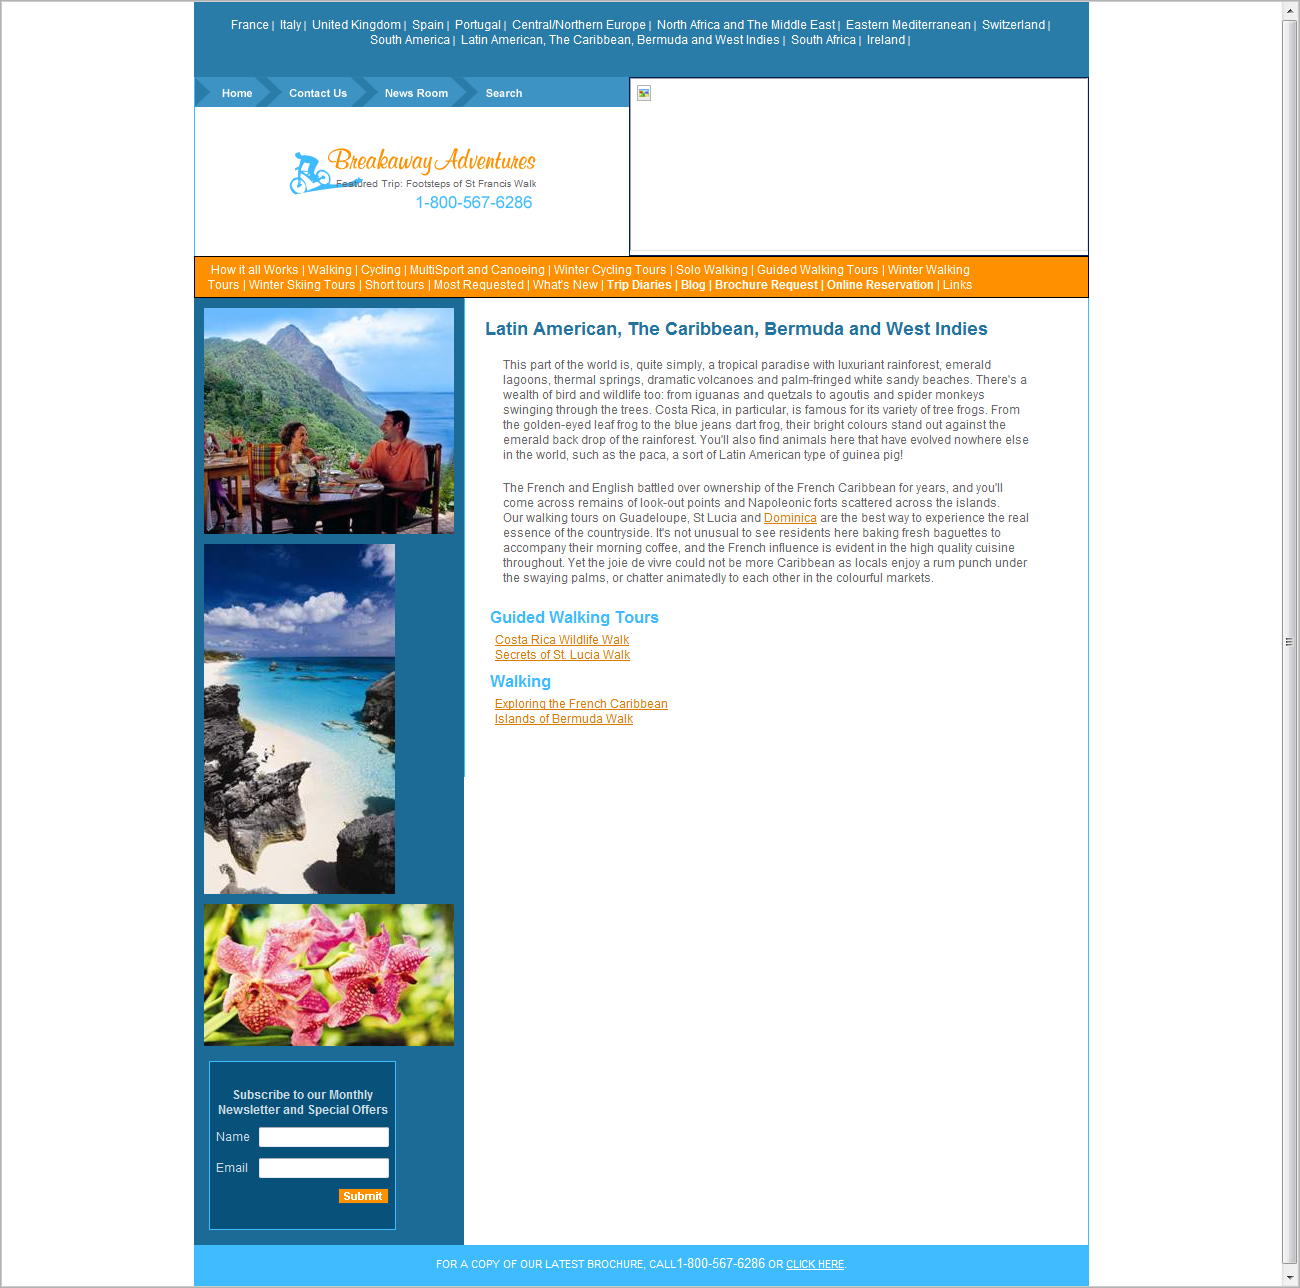 France | Italy | United Kingdom | Spain | Portugal | Central/Northern Europe | North Africa and The Middle East | Eastern Mediterranean | Switzerland |
South America | Latin American, The Caribbean, Bermuda and West Indies | South Africa | Ireland |
Home Contact Us News Room Search
Breakaway Adventures
Featured Trip: Footsteps of St Francis Walk
1-800-567-6286
How it all Works | Walking | Cycling | MultiSport and Canoeing | Winter Cycling Tours | Solo Walking | Guided Walking Tours | Winter Walking
Tours | Winter Skiing Tours | Short tours | Most Requested | What's New | Trip Diaries | Blog | Brochure Request | Online Reservation | Links
Latin American, The Caribbean, Bermuda and West Indies
This part of the world is, quite simply, a tropical paradise with luxuriant rainforest, emerald
lagoons, thermal springs, dramatic volcanoes and palm-fringed white sandy beaches. There's a
wealth of bird and wildlife too: from iguanas and quetzals to agoutis and spider monkeys
swinging through the trees. Costa Rica, in particular, is famous for its variety of tree frogs. From
the golden-eyed leaf frog to the blue jeans dart frog, their bright colours stand out against the
emerald back drop of the rainforest. You'll also find animals here that have evolved nowhere else
in the world, such as the paca, a sort of Latin American type of guinea pig!
The French and English battled over ownership of the French Caribbean for years, and you'll
come across remains of look-out points and Napoleonic forts scattered across the islands.
Our walking tours on Guadeloupe, St Lucia and Dominica are the best way to experience the real
essence of the countryside. It's not unusual to see residents here baking fresh baguettes to
accompany their morning coffee, and the French influence is evident in the high quality cuisine
throughout. Yet the joie de vivre could not be more Caribbean as locals enjoy a rum punch under
the swaying palms, or chatter animatedly to each other in the colourful markets.
Guided Walking Tours
Costa Rica Wildlife Walk
Secrets of St. Lucia Walk
Walking
Exploring the French Caribbean
Islands of Bermuda Walk
Subscribe to our Monthly
Newsletter and Special Offers
Name
Email
Submit
FOR A COPY OF OUR LATEST BROCHURE, CALL 1-800-567-6286 OR CLICK HERE.